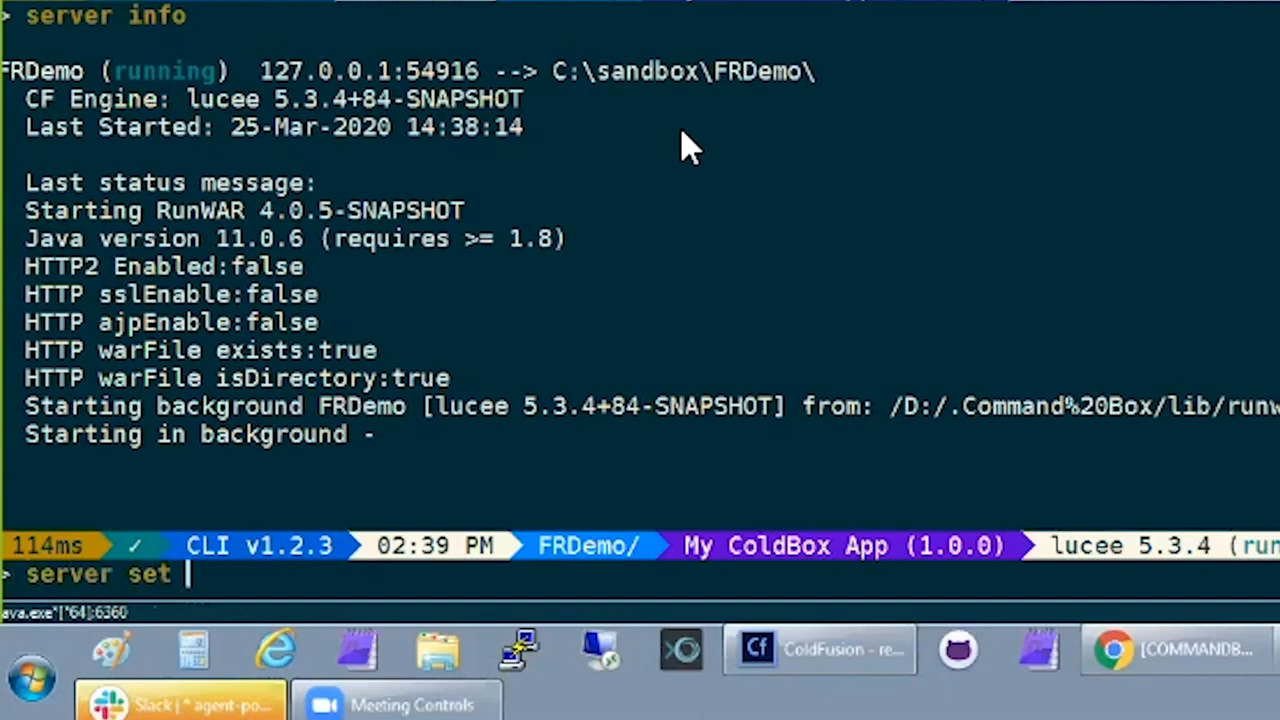 > server info
FRDemo (running)  127.0.0.1:54916 --> C:\sandbox\FRDemo\
CF Engine: lucee 5.3.4+84-SNAPSHOT
Last Started: 25-Mar-2020 14:38:14
Last status message:
Starting RunWAR 4.0.5-SNAPSHOT
Java version 11.0.6 (requires >= 1.8)
HTTP2 Enabled:false
HTTP sslEnable:false
HTTP ajpEnable:false
HTTP warFile exists:true
HTTP warFile isDirectory:true
Starting background FRDemo [lucee 5.3.4+84-SNAPSHOT] from: /D:/.Command%20Box/lib/runw
Starting in background -
114ms ✓ CLI v1.2.3 02:39 PM FRDemo/ My ColdBox App (1.0.0) lucee 5.3.4 (run
> server set
ava.exe*[*64]:6360
Cf ColdFusion - re... [COMMANDB...
Slack | * agent-po... Meeting Controls